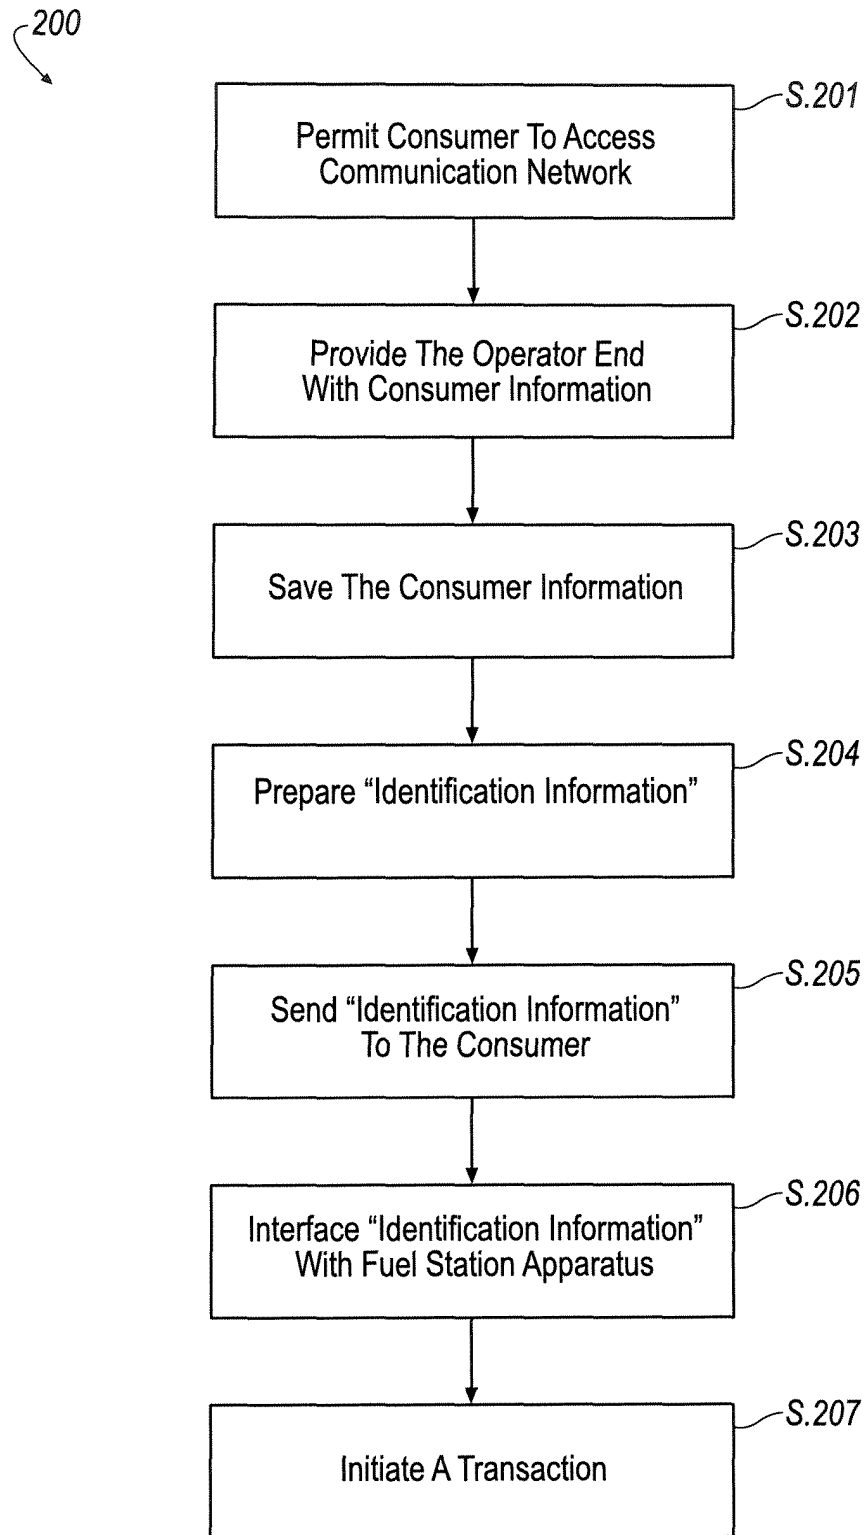 200
S.201
Permit Consumer To Access
Communication Network
S.202
Provide The Operator End
With Consumer Information
S.203
Save The Consumer Information
S.204
Prepare “Identification Information”
S.205
Send “Identification Information”
To The Consumer
S.206
Interface “Identification Information”
With Fuel Station Apparatus
S.207
Initiate A Transaction